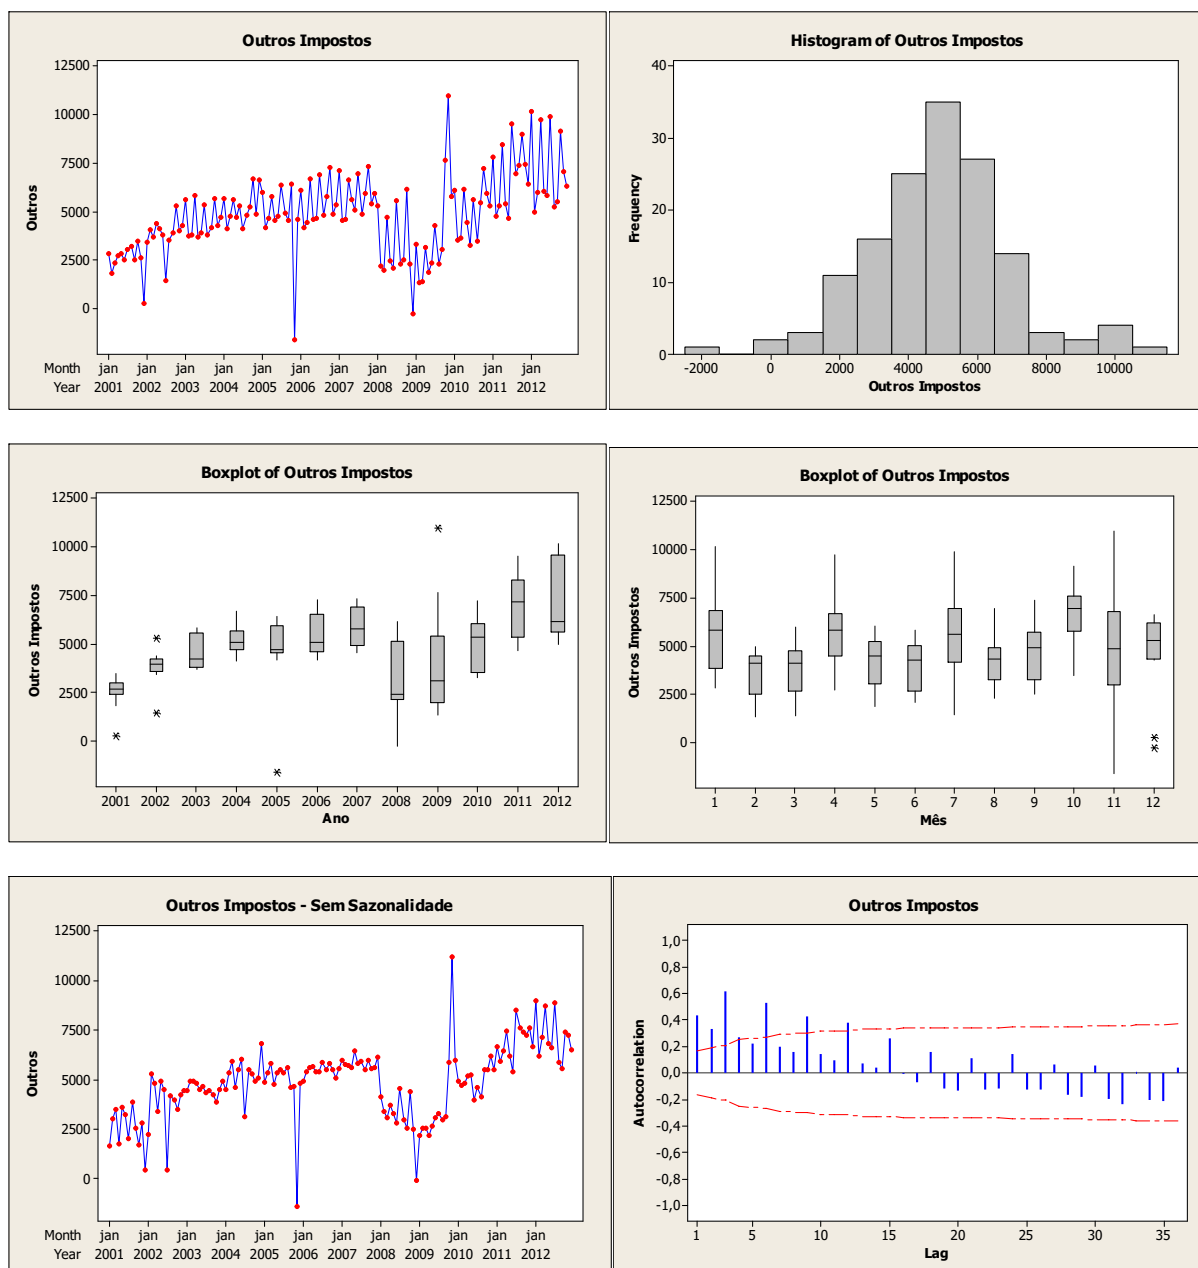 Outros Impostos
12500
10000
7500
5000
2500
0
Outros
Month jan jan jan jan jan jan jan jan jan jan jan jan
Year 2001 2002 2003 2004 2005 2006 2007 2008 2009 2010 2011 2012
Histogram of Outros Impostos
40
30
20
10
0
Frequency
-2000 0 2000 4000 6000 8000 10000
Outros Impostos
Boxplot of Outros Impostos
12500
10000
7500
5000
2500
0
Outros Impostos
2001 2002 2003 2004 2005 2006 2007 2008 2009 2010 2011 2012
Ano
Boxplot of Outros Impostos
12500
10000
7500
5000
2500
0
Outros Impostos
1 2 3 4 5 6 7 8 9 10 11 12
Mês
Outros Impostos - Sem Sazonalidade
12500
10000
7500
5000
2500
0
Outros
Month jan jan jan jan jan jan jan jan jan jan jan jan
Year 2001 2002 2003 2004 2005 2006 2007 2008 2009 2010 2011 2012
Outros Impostos
1,0
0,8
0,6
0,4
0,2
0,0
-0,2
-0,4
-0,6
-0,8
-1,0
Autocorrelation
1 5 10 15 20 25 30 35
Lag